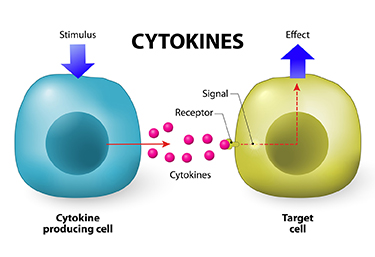 Stimulus
CYTOKINES
Effect
Signal
Receptor
Cytokines
Cytokine
producing cell
Target
cell